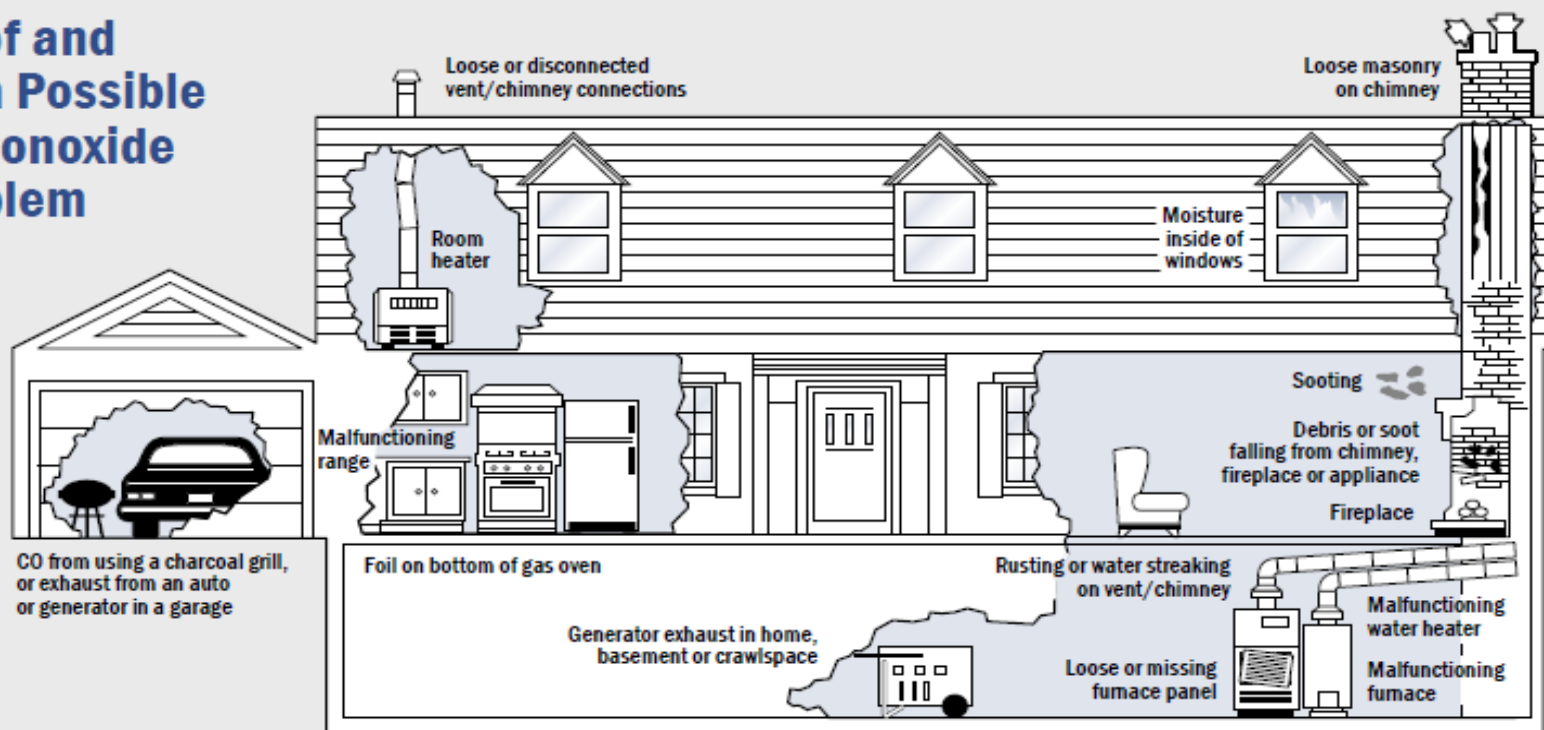 of and
Possible
onoxide
lem
Loose or disconnected
vent/chimney connections
Loose masonry
on chimney
Room
heater
Moisture
inside of
windows
Malfunctioning
range
Sooting
Debris or soot
falling from chimney,
fireplace or appliance
Fireplace
CO from using a charcoal grill,
or exhaust from an auto
or generator in a garage
Foil on bottom of gas oven
Rusting or water streaking
on vent/chimney
Generator exhaust in home,
basement or crawlspace
Malfunctioning
water heater
Loose or missing
furnace panel
Malfunctioning
furnace